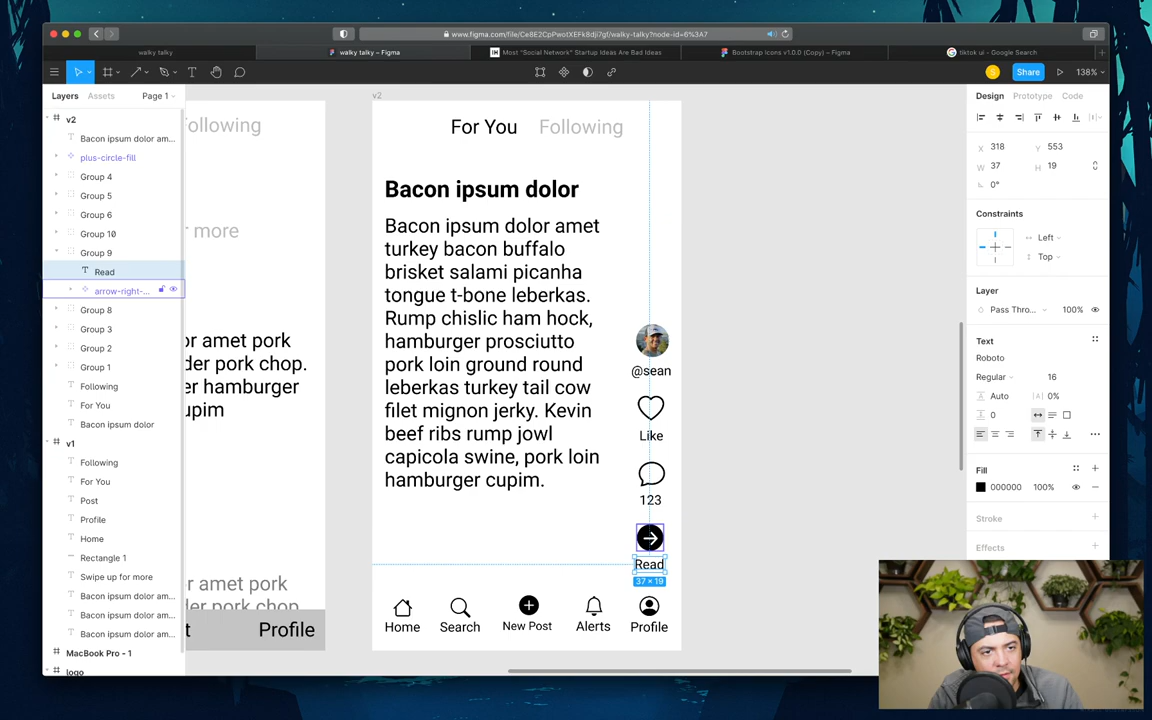 www.figma.com/file/Ce8E2CpPwotXEFk8dji7gf/walky-talky?node-id=6%3A7
walky talky
walky talky – Figma
Most "Social Network" Startup Ideas Are Bad Ideas
Bootstrap Icons v1.0.0 (Copy) – Figma
tiktok ui - Google Search
S
Share
138%
Layers
Assets
Page 1
v2
Bacon ipsum dolor am...
plus-circle-fill
Group 4
Group 5
Group 6
Group 10
Group 9
Read
arrow-right-...
Group 8
Group 3
Group 2
Group 1
Following
For You
Bacon ipsum dolor
v1
Following
For You
Post
Profile
Home
Rectangle 1
Swipe up for more
Bacon ipsum dolor am...
Bacon ipsum dolor am...
Bacon ipsum dolor am...
MacBook Pro - 1
logo
Following
r more
or amet pork
der pork chop.
er hamburger
cupim
or amet pork
der pork chop
t
Profile
v2
For You
Following
Bacon ipsum dolor
Bacon ipsum dolor amet
turkey bacon buffalo
brisket salami picanha
tongue t-bone leberkas.
Rump chislic ham hock,
hamburger prosciutto
pork loin ground round
leberkas turkey tail cow
filet mignon jerky. Kevin
beef ribs rump jowl
capicola swine, pork loin
hamburger cupim.
@sean
Like
123
Read
37 × 19
Home
Search
New Post
Alerts
Profile
Design
Prototype
Code
X 318
Y 553
W 37
H 19
0°
Constraints
Left
Top
Layer
Pass Thro...
100%
Text
Roboto
Regular
16
Auto
0%
0
Fill
000000
100%
Stroke
Effects